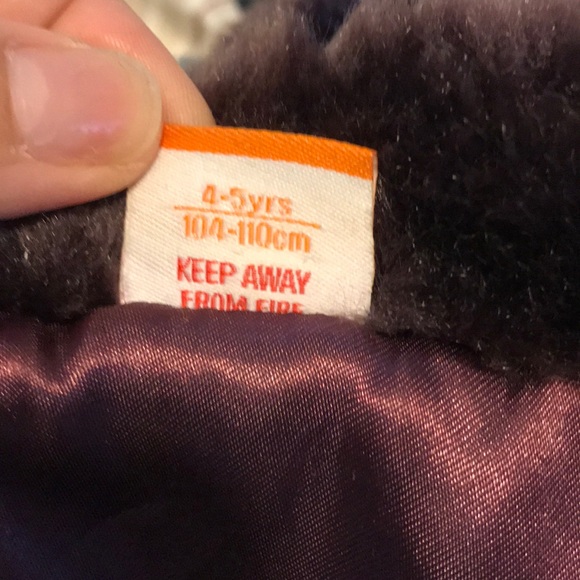 4-5yrs
104-110cm
KEEP AWAY
FROM FIRE